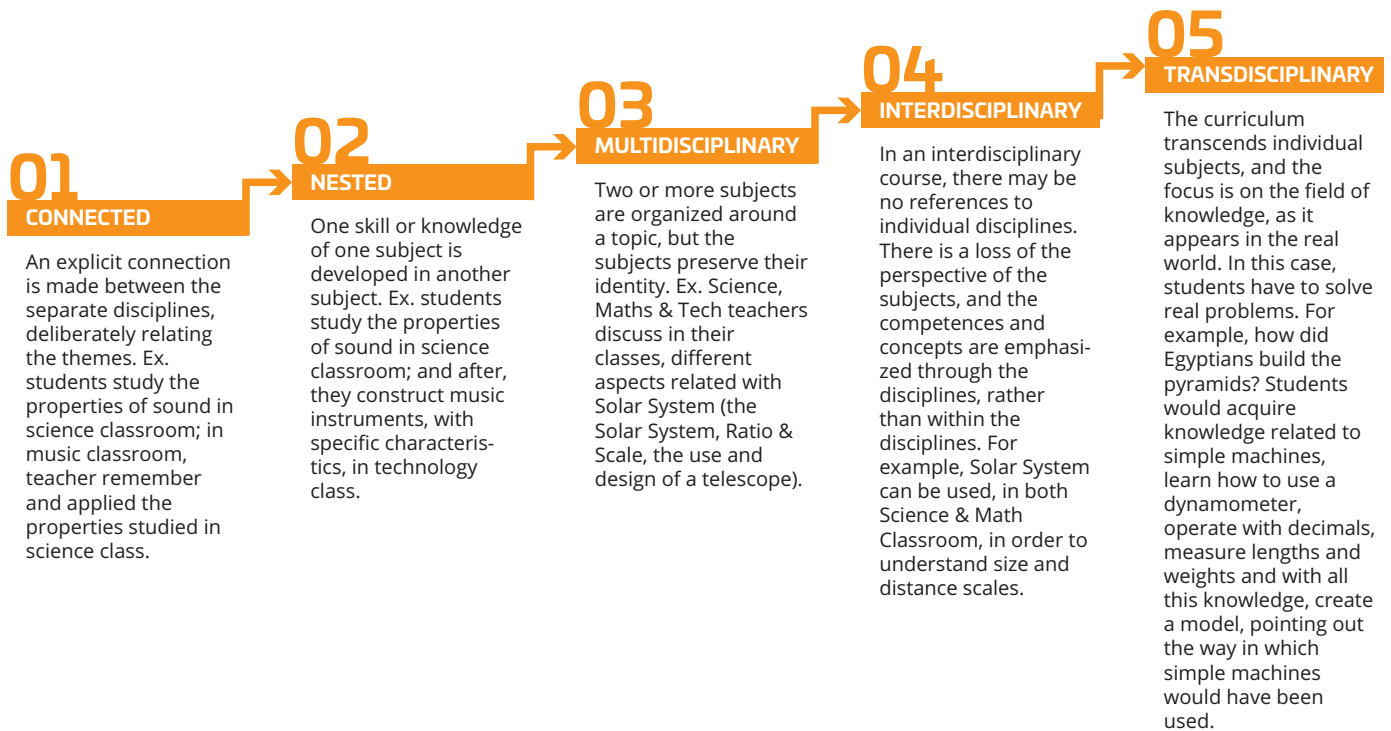 01
CONNECTED
An explicit connection
is made between the
separate disciplines,
deliberately relating
the themes. Ex.
students study the
properties of sound in
science classroom; in
music classroom,
teacher remember
and applied the
properties studied in
science class.
02
NESTED
One skill or knowledge
of one subject is
developed in another
subject. Ex. students
study the properties
of sound in science
classroom; and after,
they construct music
instruments, with
specific characteris-
tics, in technology
class.
03
MULTIDISCIPLINARY
Two or more subjects
are organized around
a topic, but the
subjects preserve their
identity. Ex. Science,
Maths & Tech teachers
discuss in their
classes, different
aspects related with
Solar System (the
Solar System, Ratio &
Scale, the use and
design of a telescope).
04
INTERDISCIPLINARY
In an interdisciplinary
course, there may be
no references to
individual disciplines.
There is a loss of the
perspective of the
subjects, and the
competences and
concepts are emphasi-
zed through the
disciplines, rather
than within the
disciplines. For
example, Solar System
can be used, in both
Science & Math
Classroom, in order to
understand size and
distance scales.
05
TRANSDISCIPLINARY
The curriculum
transcends individual
subjects, and the
focus is on the field of
knowledge, as it
appears in the real
world. In this case,
students have to solve
real problems. For
example, how did
Egyptians build the
pyramids? Students
would acquire
knowledge related to
simple machines,
learn how to use a
dynamometer,
operate with decimals,
measure lengths and
weights and with all
this knowledge, create
a model, pointing out
the way in which
simple machines
would have been
used.